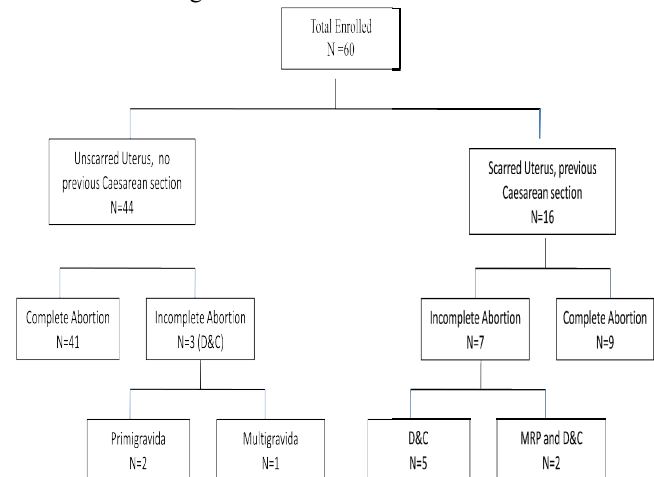 Total Enrolled
N =60
Unscarred Uterus, no
previous Caesarean section
N=44
Scarred Uterus, previous
Caesarean section
N=16
Complete Abortion
N=41
Incomplete Abortion
N=3 (D&C)
Incomplete Abortion
N=7
Complete Abortion
N=9
Primigravida
N=2
Multigravida
N=1
D&C
N=5
MRP and D&C
N=2